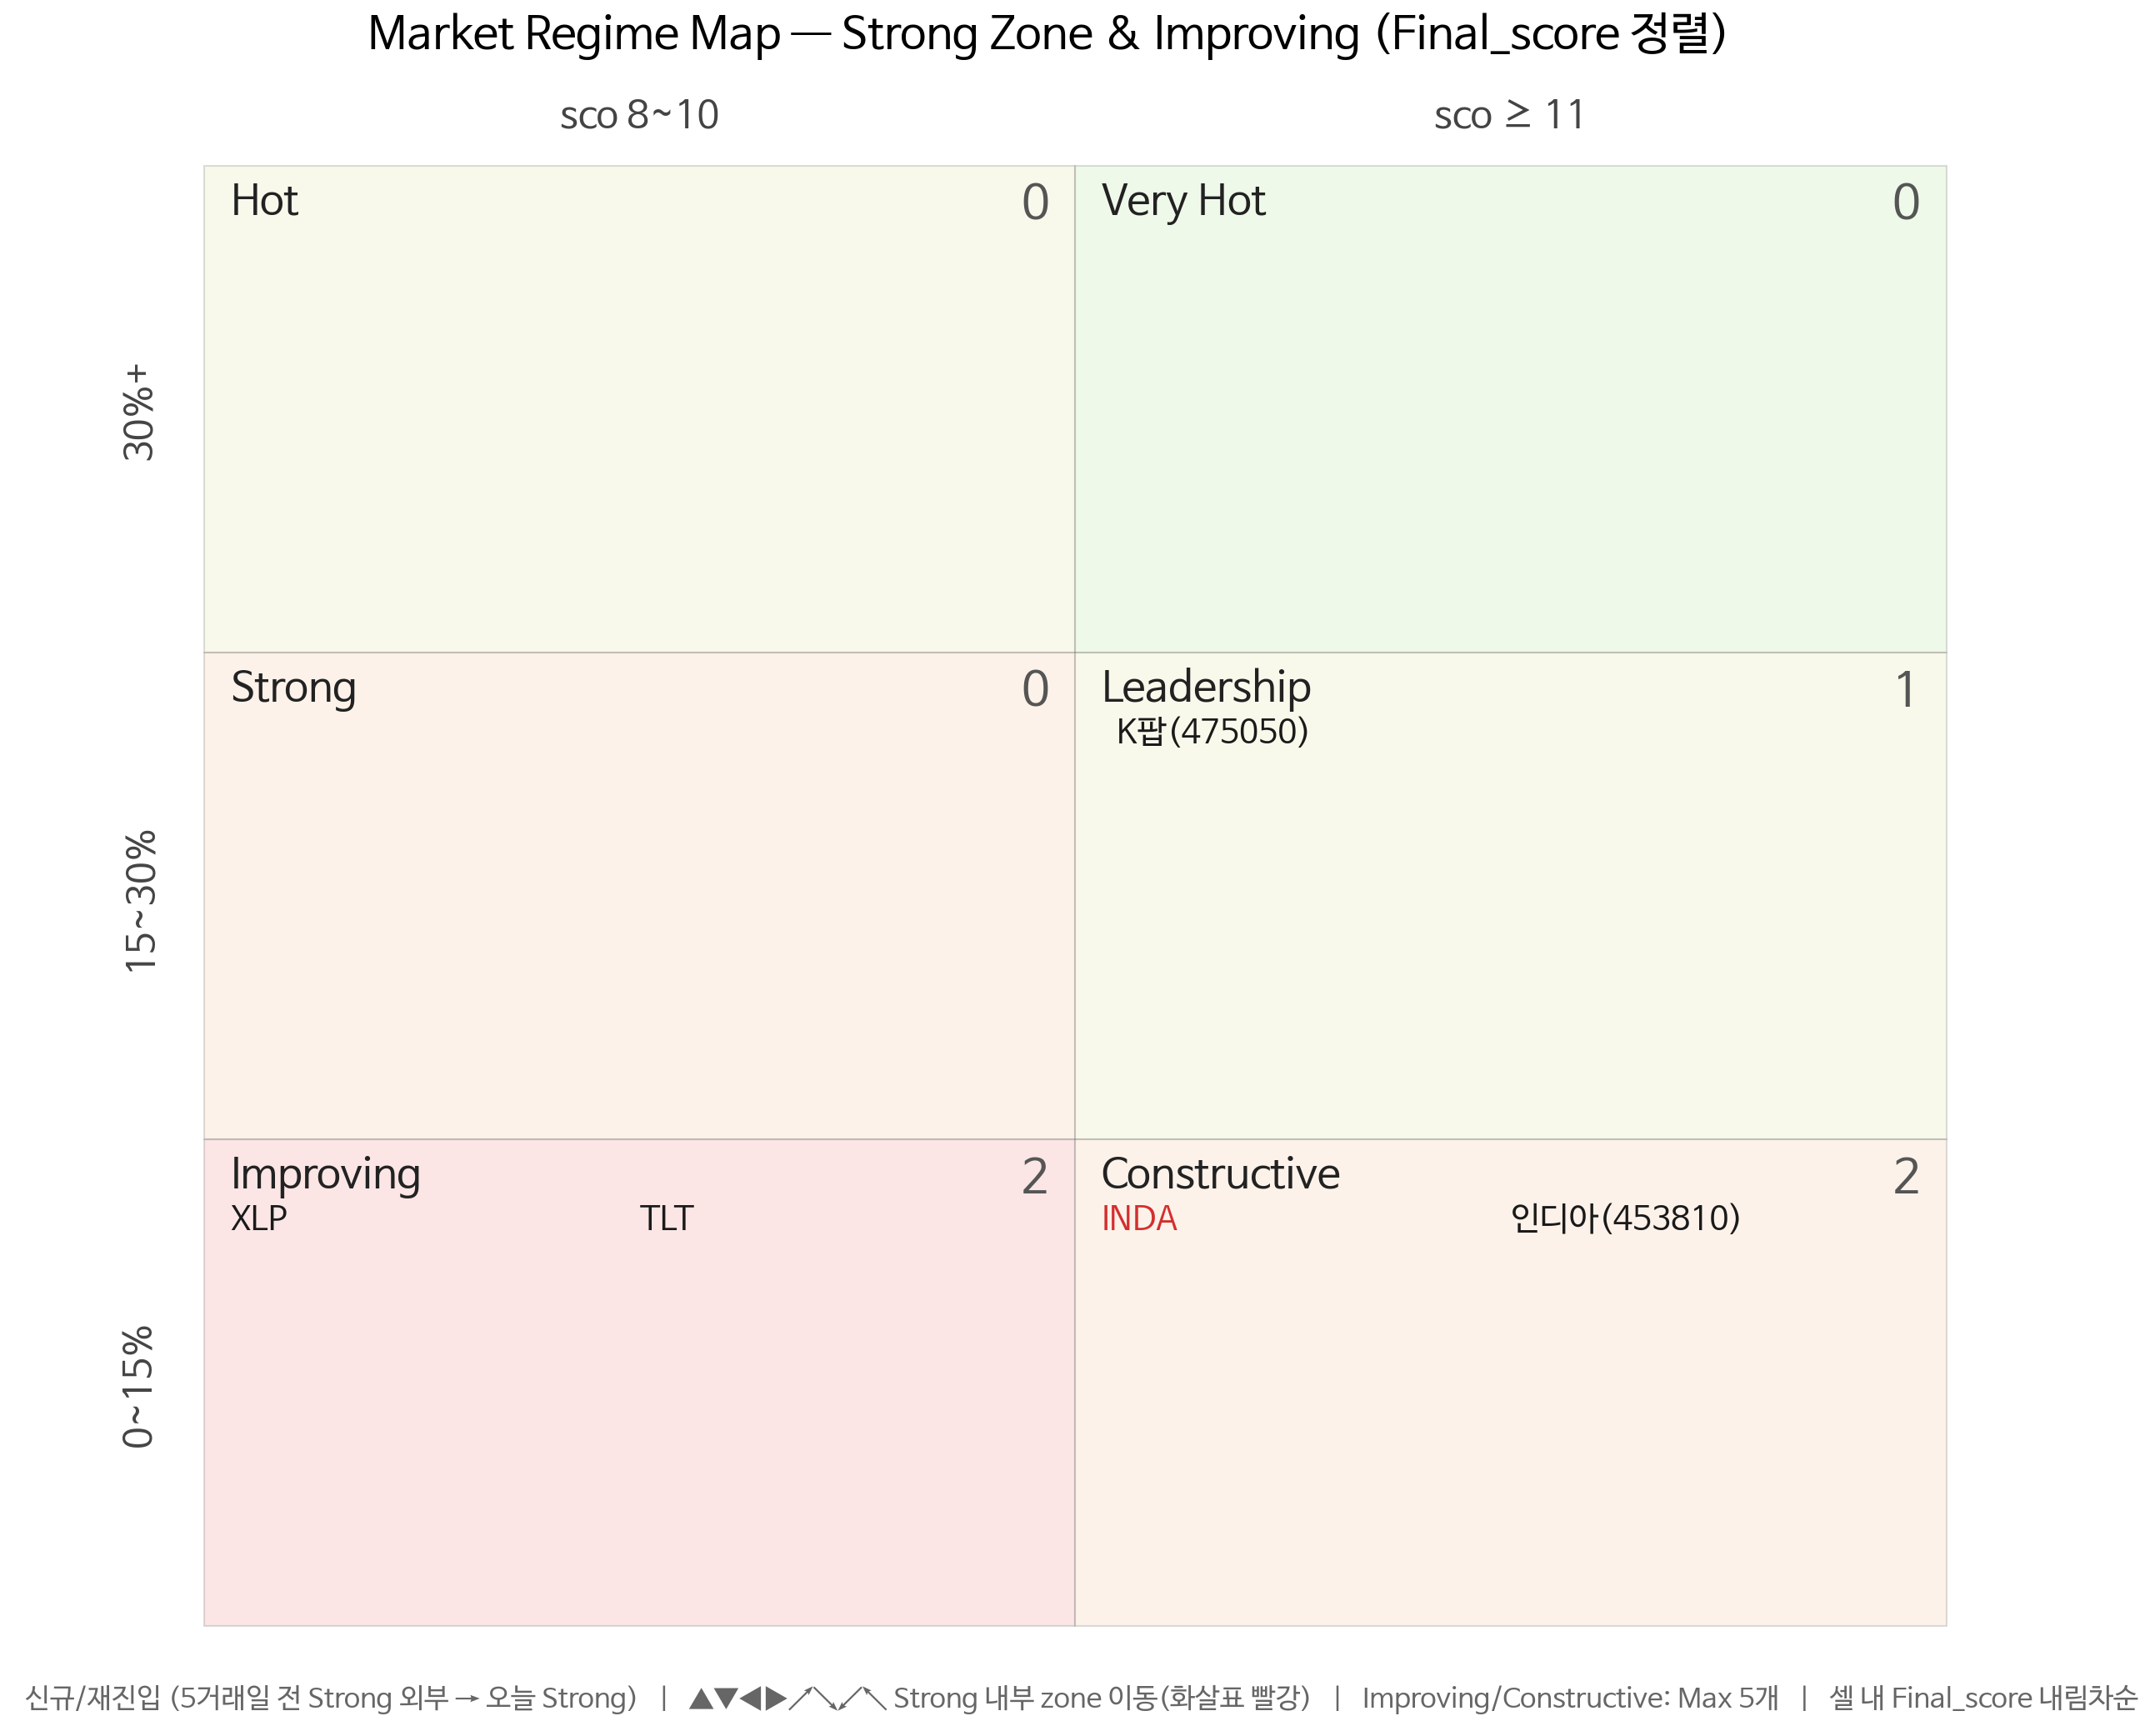 Market Regime Map — Strong Zone & Improving (Final_score 정렬)
sco 8~10
sco ≥ 11
30%+
Hot 0
Very Hot 0
15~30%
Strong 0
Leadership 1
K팝(475050)
0~15%
Improving 2
XLP TLT
Constructive 2
INDA 인디아(453810)
신규/재진입 (5거래일 전 Strong 외부 → 오늘 Strong) | ▲▼◀▶↗↘↙↖ Strong 내부 zone 이동(화살표 빨강) | Improving/Constructive: Max 5개 | 셀 내 Final_score 내림차순